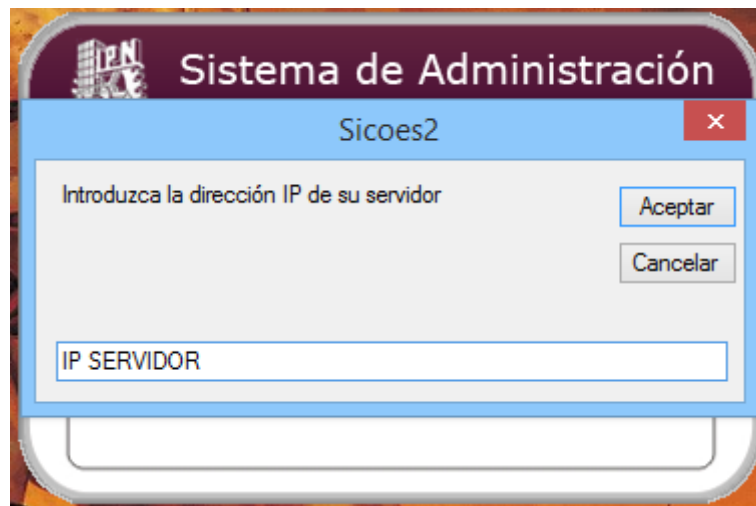 IPN
Sistema de Administración
Sicoes2
Introduzca la dirección IP de su servidor
Aceptar
Cancelar
IP SERVIDOR